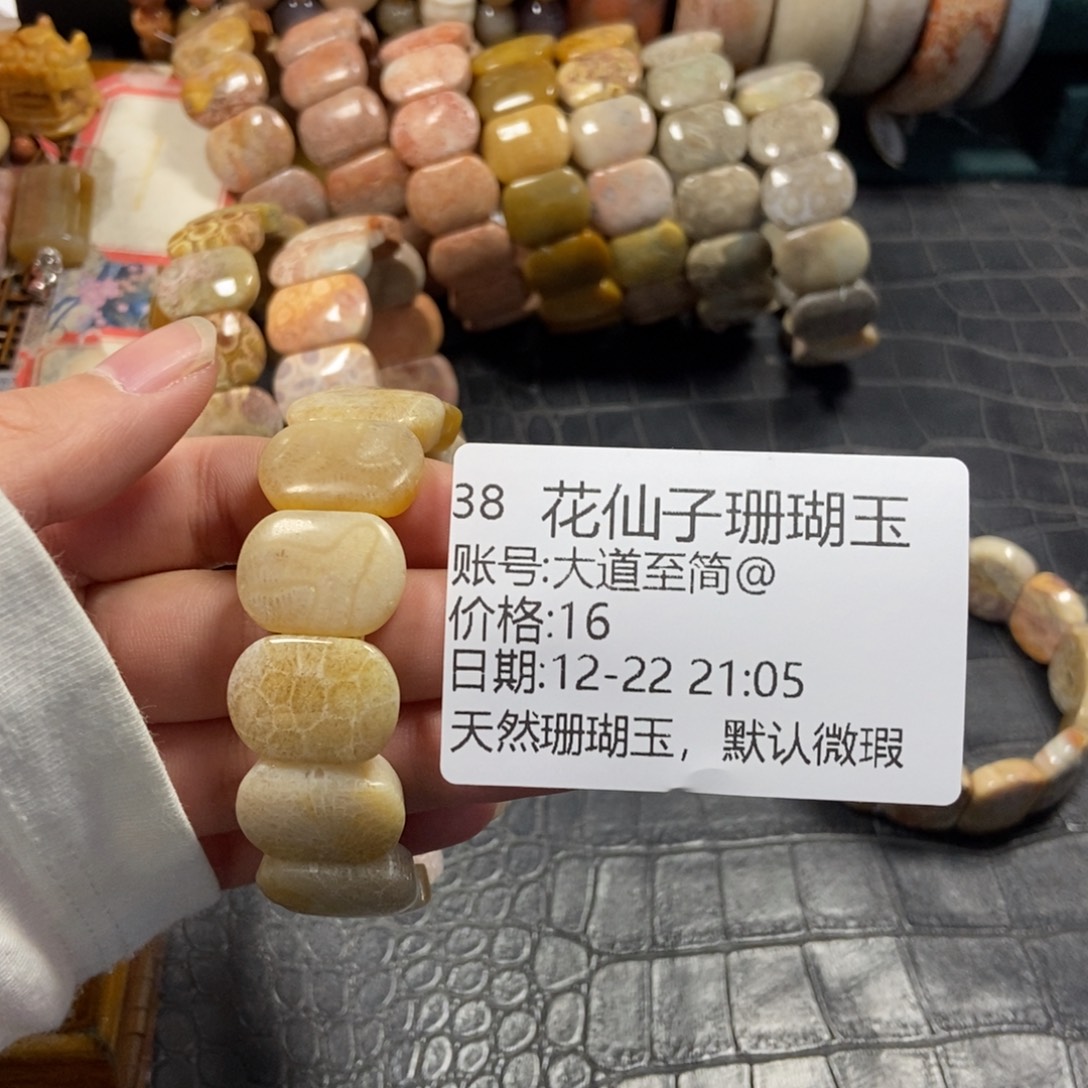 38 花仙子珊瑚玉
账号:大道至简@
价格:16
日期:12-22 21:05
天然珊瑚玉，默认微瑕